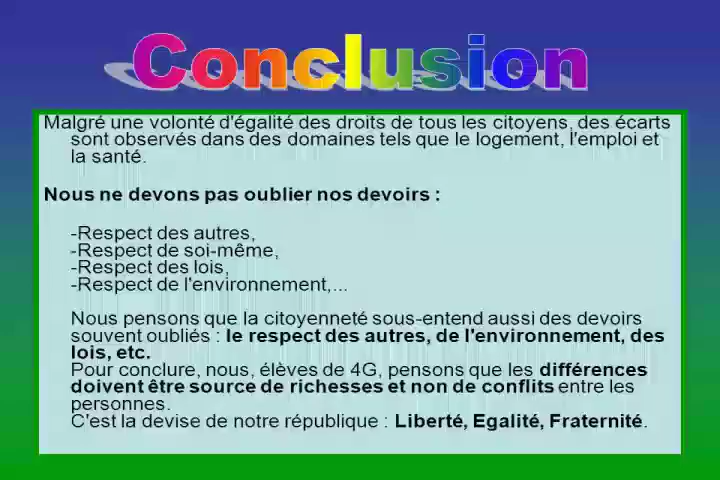 Conclusion
Malgré une volonté d'égalité des droits de tous les citoyens, des écarts
sont observés dans des domaines tels que le logement, l'emploi et
la santé.
Nous ne devons pas oublier nos devoirs :
-Respect des autres,
-Respect de soi-même,
-Respect des lois,
-Respect de l'environnement,...
Nous pensons que la citoyenneté sous-entend aussi des devoirs
souvent oubliés : le respect des autres, de l'environnement, des
lois, etc.
Pour conclure, nous, élèves de 4G, pensons que les différences
doivent être source de richesses et non de conflits entre les
personnes.
C'est la devise de notre république : Liberté, Egalité, Fraternité.